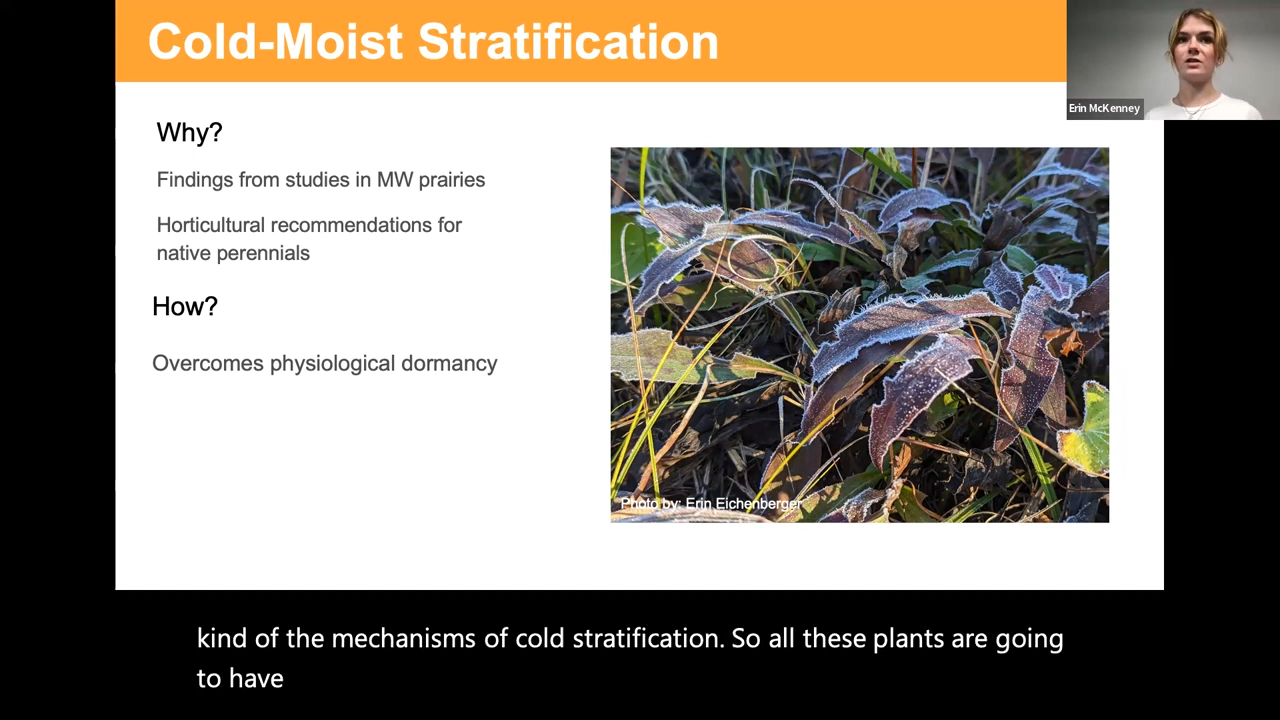 Cold-Moist Stratification
Erin McKenney
Why?
Findings from studies in MW prairies
Horticultural recommendations for
native perennials
How?
Overcomes physiological dormancy
Photo by: Erin Eichenberger
kind of the mechanisms of cold stratification. So all these plants are going
to have